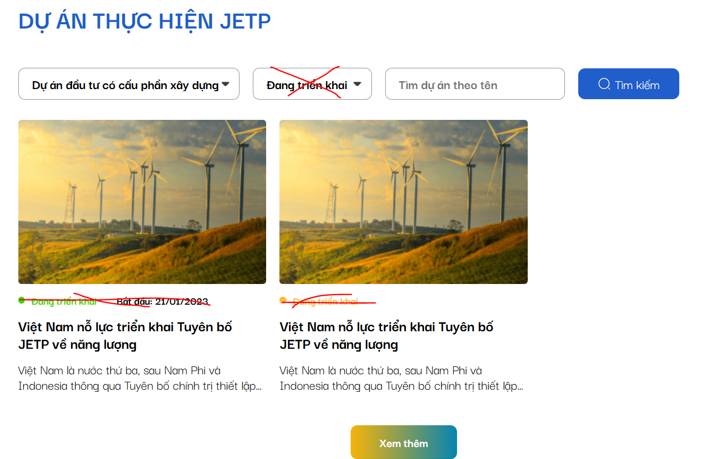 DỰ ÁN THỰC HIỆN JETP
Dự án đầu tư có cấu phần xây dựng
Đang triển khai
Tìm dự án theo tên
Tìm kiếm
Đang triển khai Bắt đầu: 21/01/2023
Đang triển khai
Việt Nam nỗ lực triển khai Tuyên bố
JETP về năng lượng
Việt Nam nỗ lực triển khai Tuyên bố
JETP về năng lượng
Việt Nam là nước thứ ba, sau Nam Phi và
Indonesia thông qua Tuyên bố chính trị thiết lập...
Việt Nam là nước thứ ba, sau Nam Phi và
Indonesia thông qua Tuyên bố chính trị thiết lập...
Xem thêm